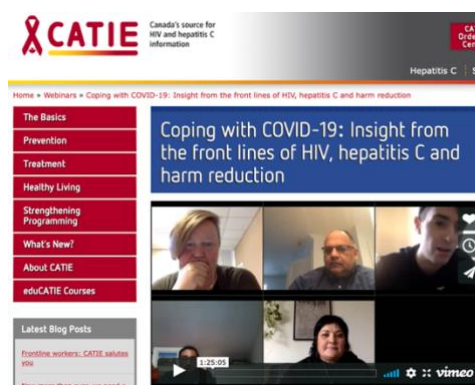 CATIE
Canada's source for
HIV and hepatitis C
information
Hepatitis C
Home » Webinars » Coping with COVID-19: Insight from the front lines of HIV, hepatitis C and harm reduction
The Basics
Prevention
Treatment
Healthy Living
Strengthening
Programming
What's New?
About CATIE
eduCATIE Courses
Latest Blog Posts
Frontline workers: CATIE salutes
you
Coping with COVID-19: Insight from
the front lines of HIV, hepatitis C and
harm reduction
1:25:05
vimeo